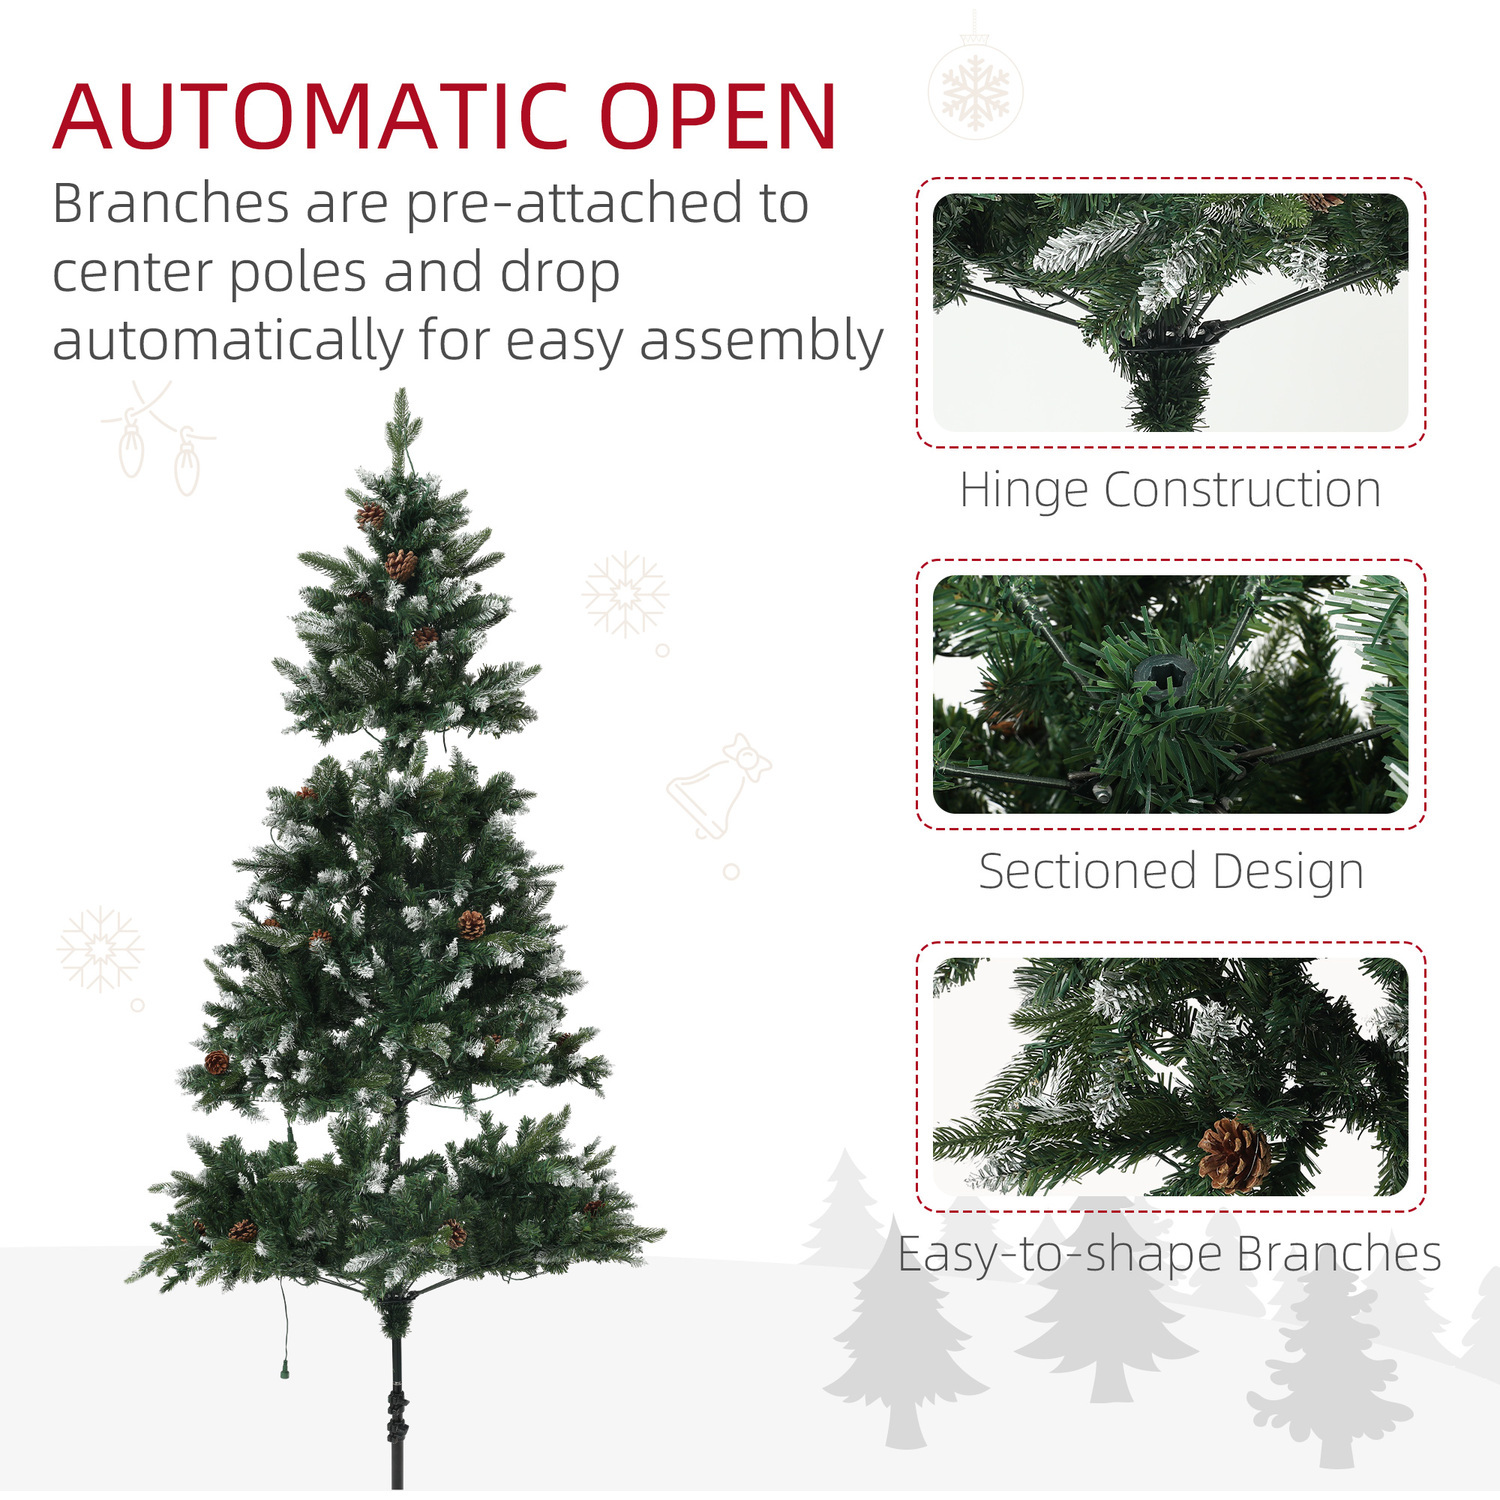 AUTOMATIC OPEN
Branches are pre-attached to
center poles and drop
automatically for easy assembly
Hinge Construction
Sectioned Design
Easy-to-shape Branches